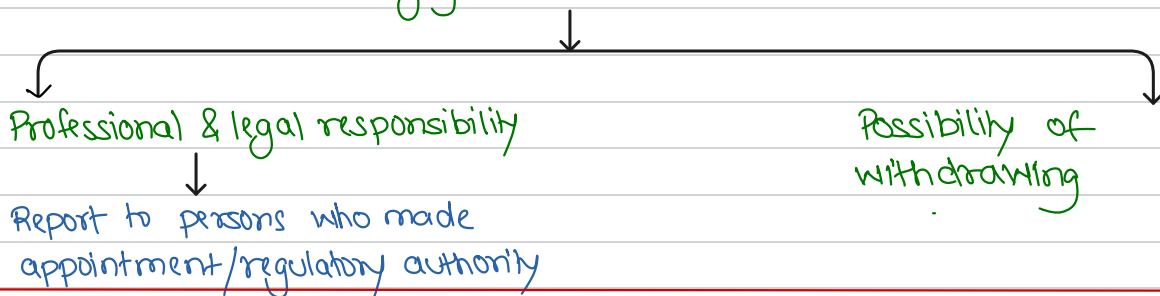 Professional & legal responsibility
Possibility of
withdrawing
Report to persons who made
appointment/regulatory authority